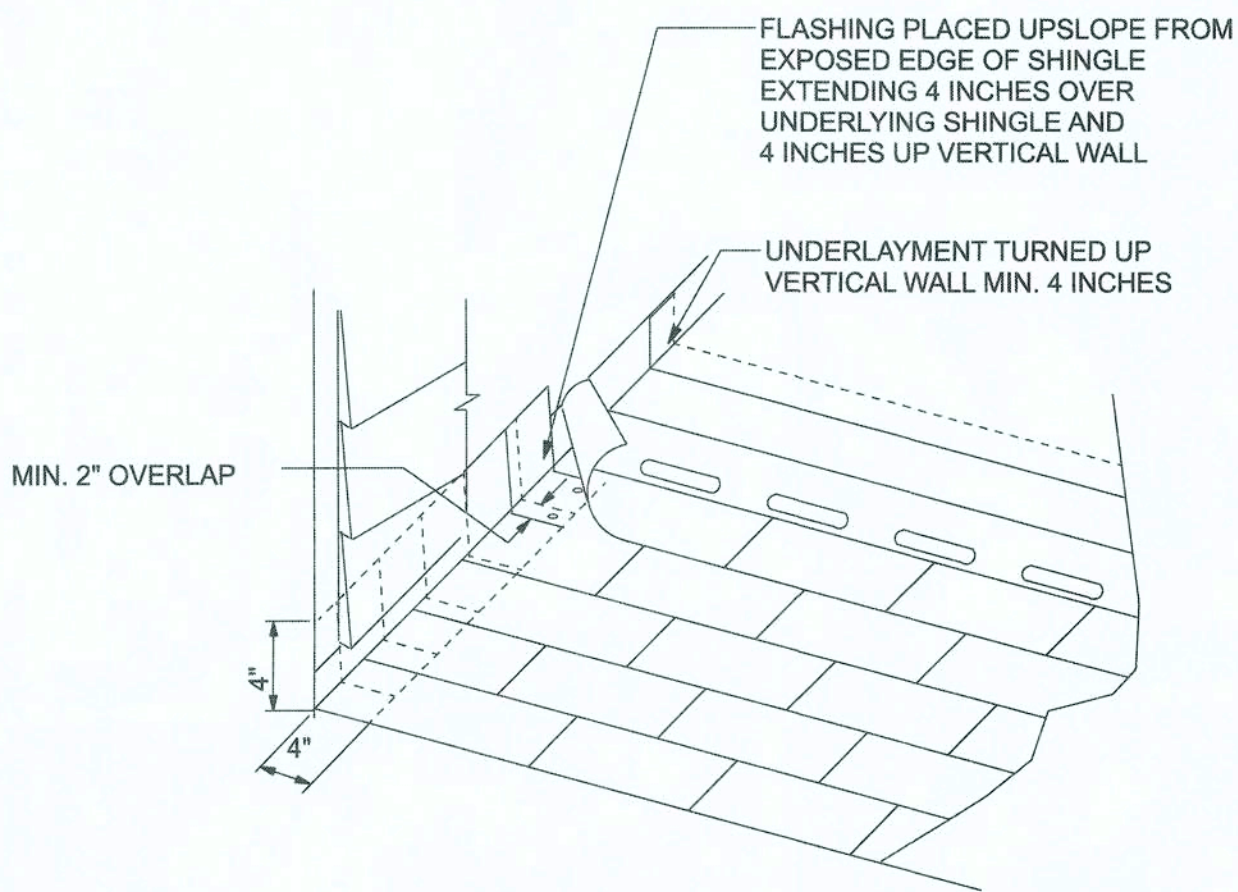 FLASHING PLACED UPSLOPE FROM
EXPOSED EDGE OF SHINGLE
EXTENDING 4 INCHES OVER
UNDERLYING SHINGLE AND
4 INCHES UP VERTICAL WALL
UNDERLAYMENT TURNED UP
VERTICAL WALL MIN. 4 INCHES
MIN. 2" OVERLAP
4"
4"